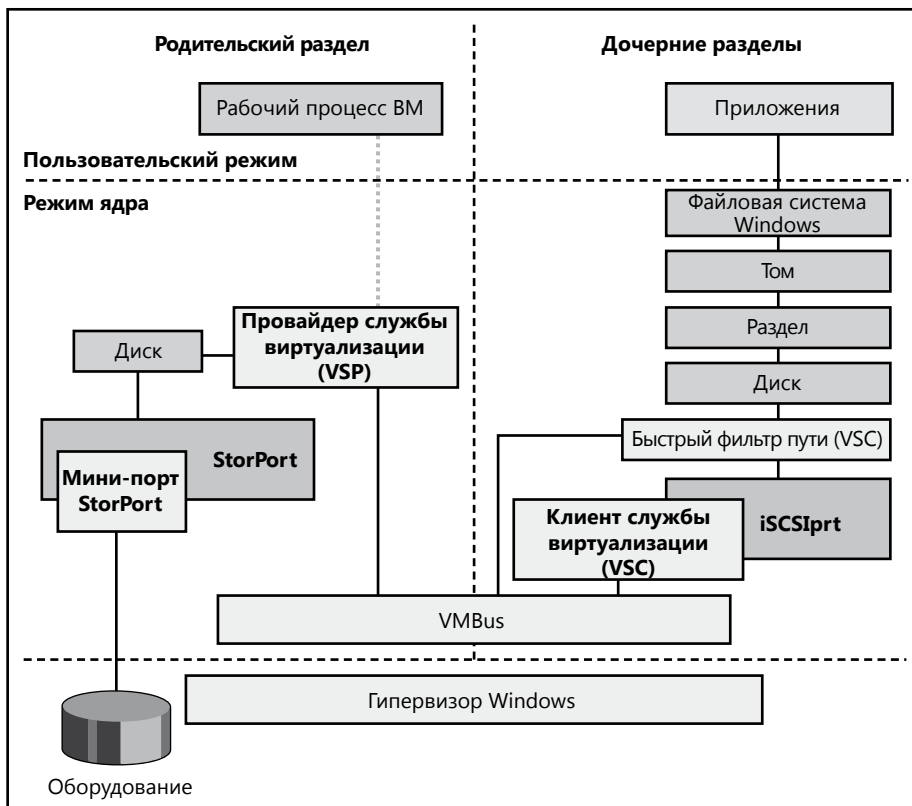 Родительский раздел
Дочерние разделы
Рабочий процесс ВМ
Приложения
Пользовательский режим
Режим ядра
Файловая система
Windows
Том
Раздел
Диск
Быстрый фильтр пути (VSC)
iSCSIprt
Клиент службы
виртуализации
(VSC)
Провайдер службы
виртуализации
(VSP)
Диск
StorPort
Мини-порт
StorPort
VMBus
Гипервизор Windows
Оборудование